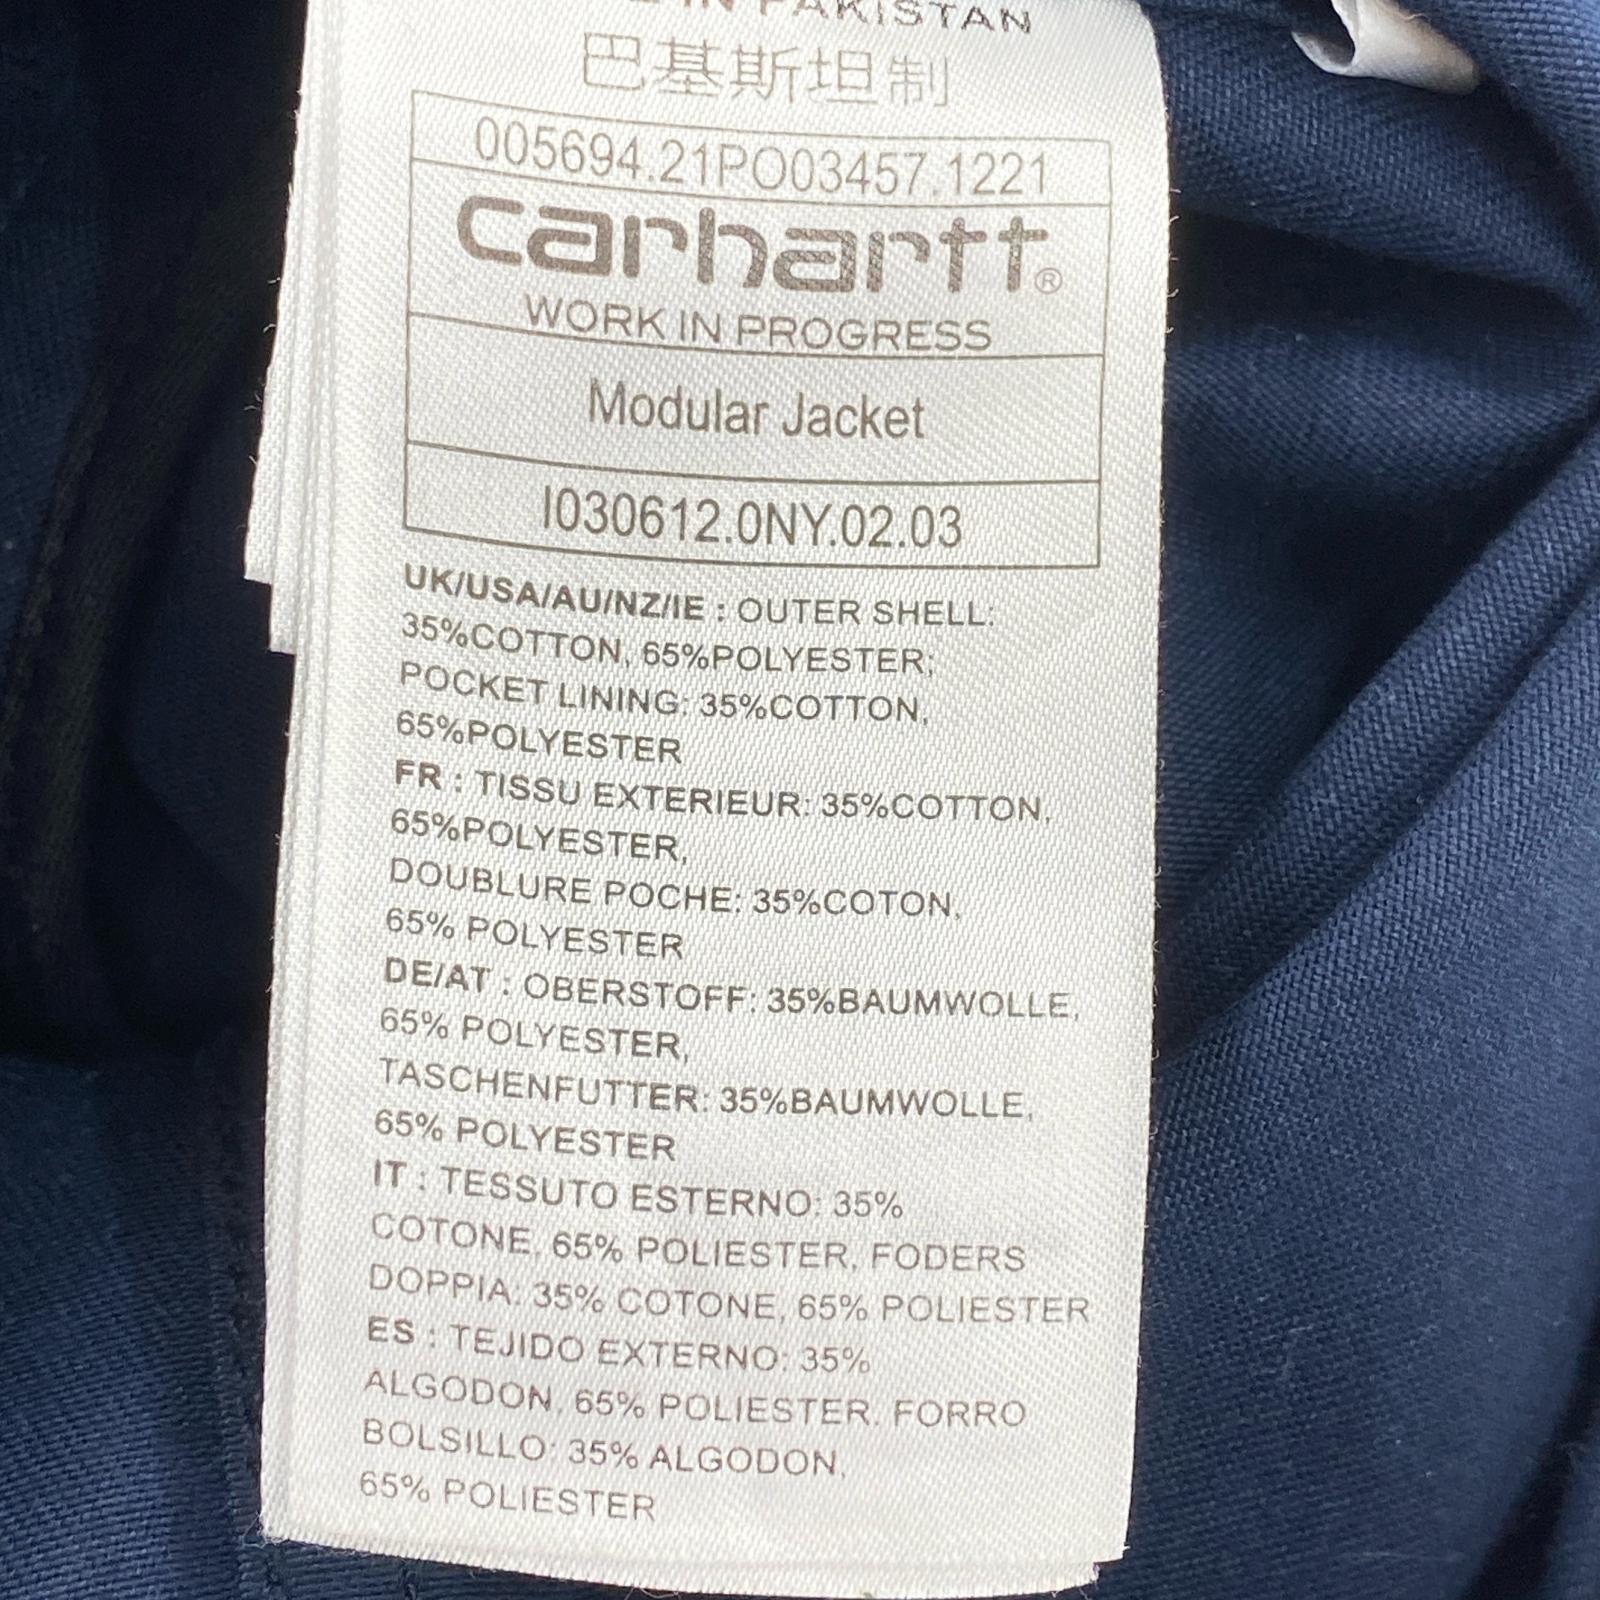 IN PAKISTAN
巴基斯坦制
005694.21PO03457.1221
carhartt®
WORK IN PROGRESS
Modular Jacket
I030612.0NY.02.03
UK/USA/AU/NZ/IE : OUTER SHELL:
35%COTTON, 65%POLYESTER;
POCKET LINING: 35%COTTON,
65%POLYESTER
FR : TISSU EXTERIEUR: 35%COTTON,
65%POLYESTER,
DOUBLURE POCHE: 35%COTON,
65% POLYESTER
DE/AT : OBERSTOFF: 35%BAUMWOLLE,
65% POLYESTER,
TASCHENFUTTER: 35%BAUMWOLLE,
65% POLYESTER
IT : TESSUTO ESTERNO: 35%
COTONE, 65% POLIESTER, FODERS
DOPPIA: 35% COTONE, 65% POLIESTER
ES : TEJIDO EXTERNO: 35%
ALGODON, 65% POLIESTER. FORRO
BOLSILLO: 35% ALGODON,
65% POLIESTER